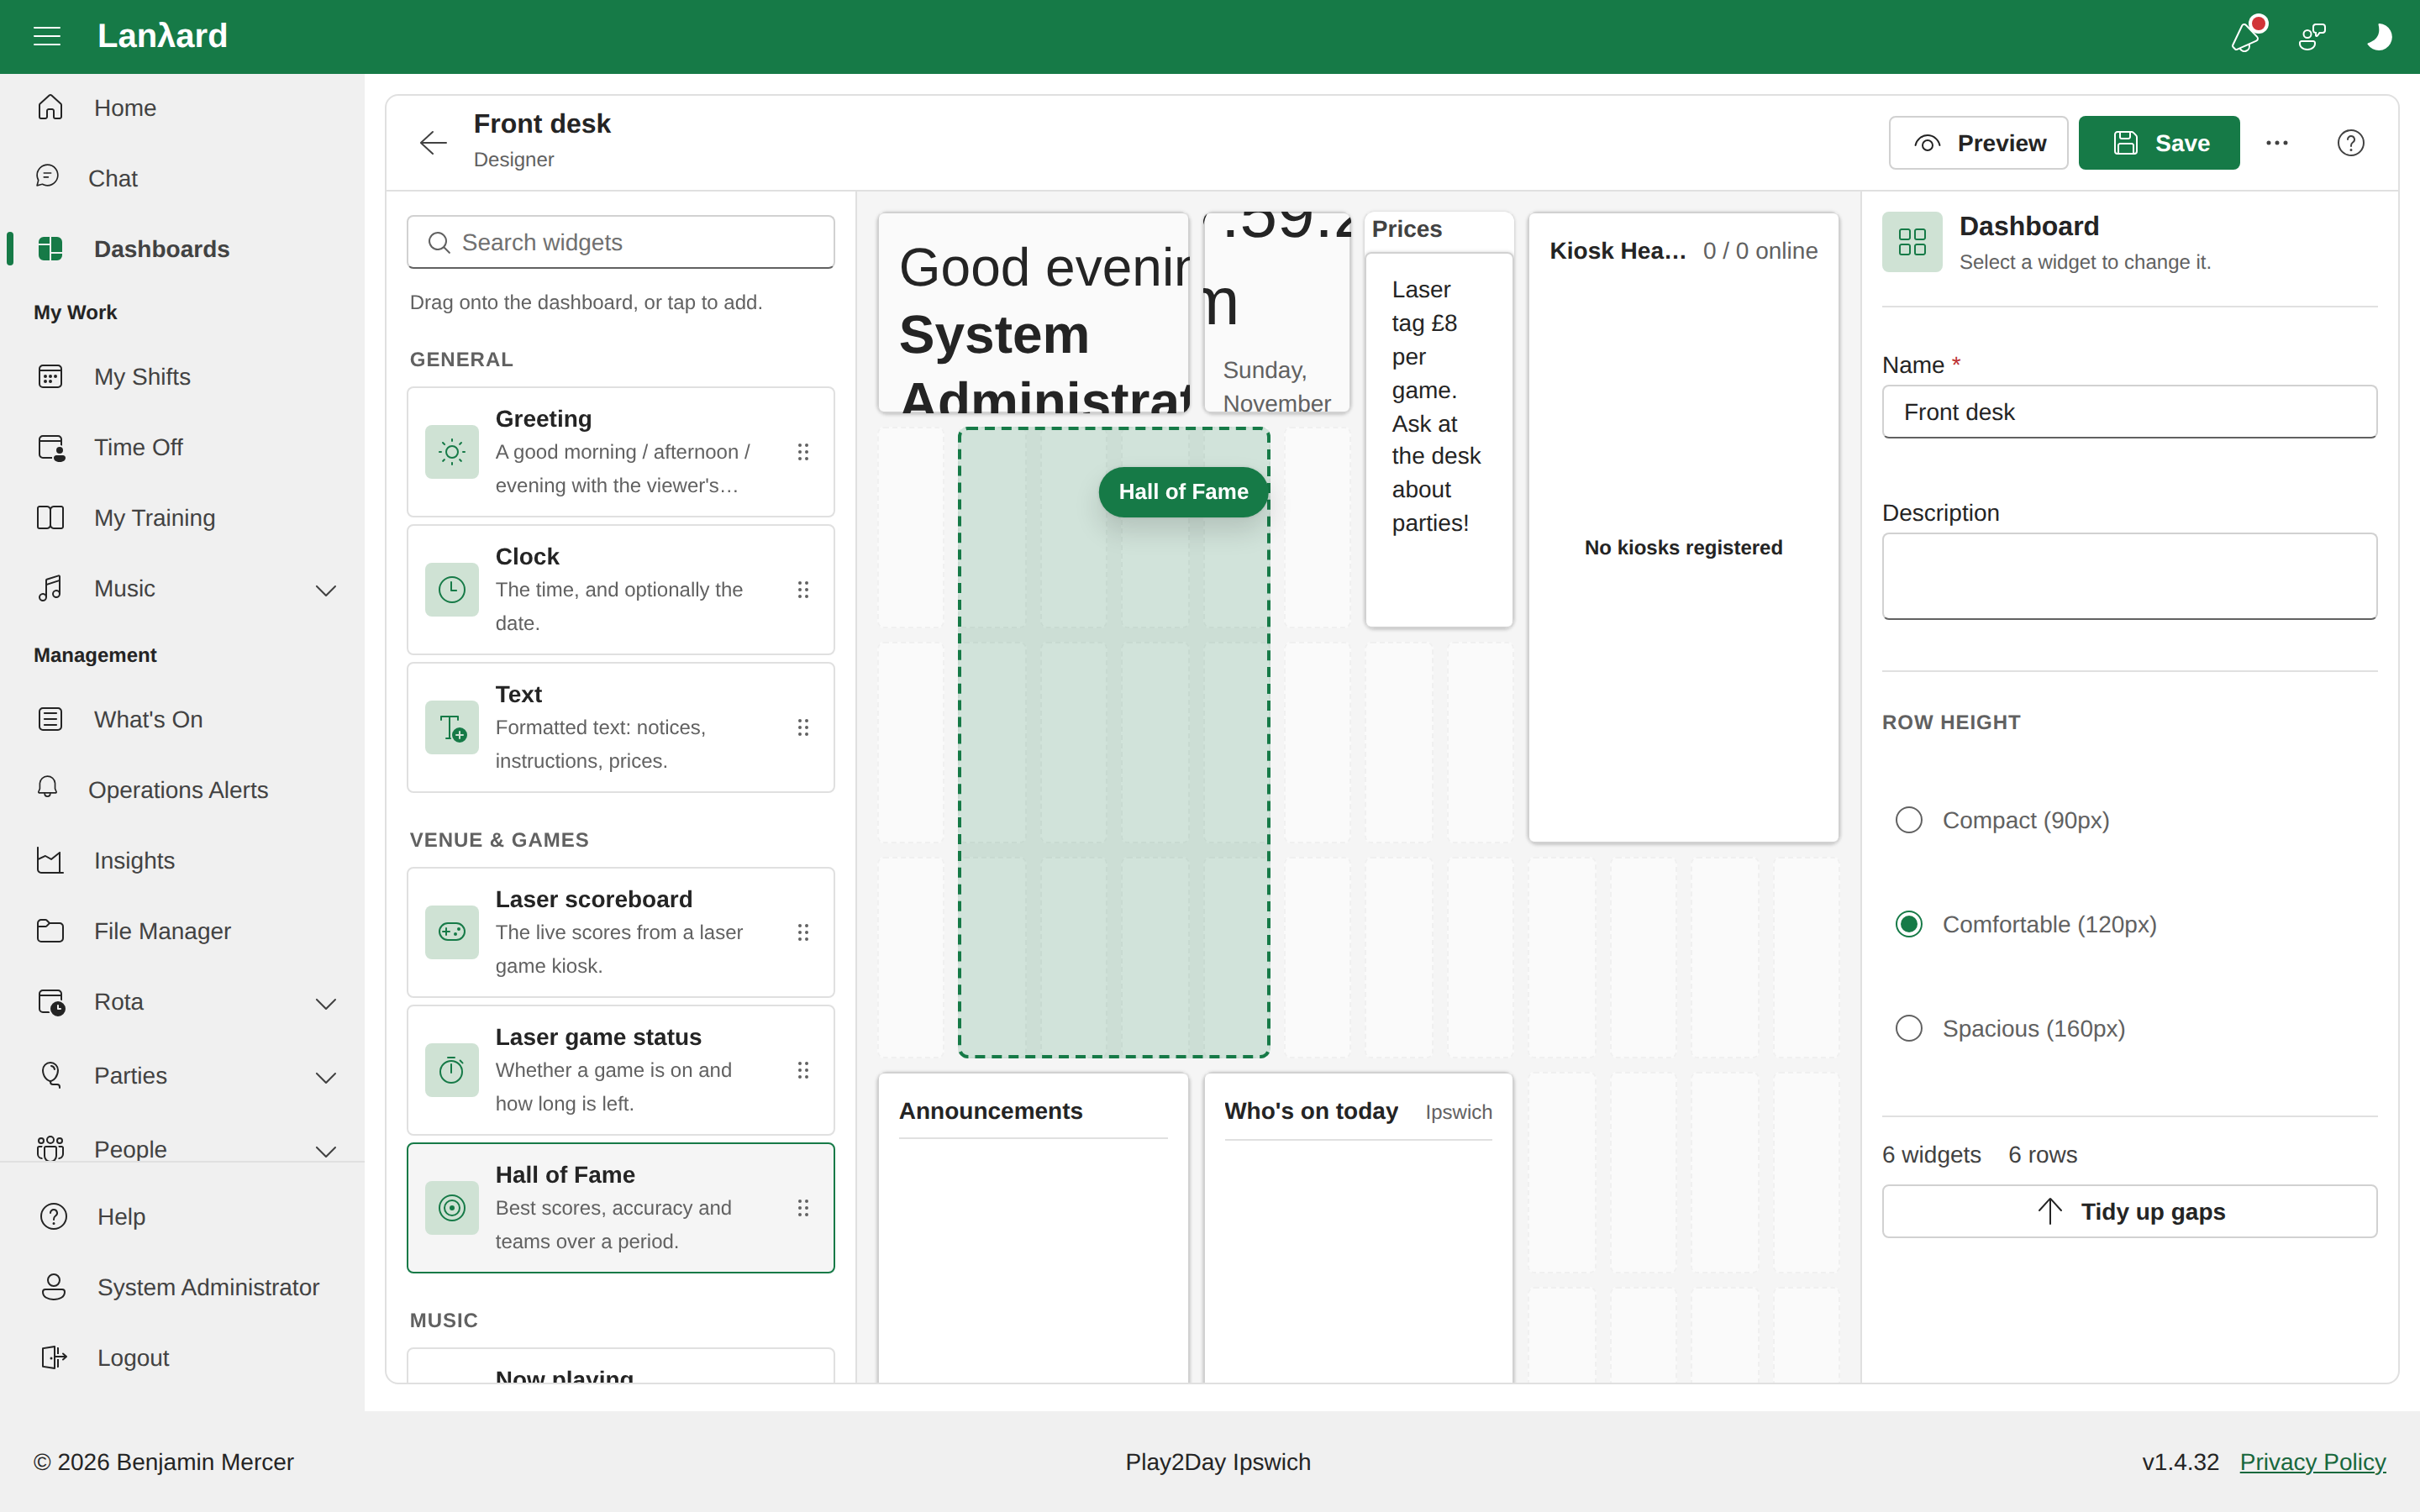 Lanλard
Home
Chat
Dashboards
My Work
My Shifts
Time Off
My Training
Music
Management
What's On
Operations Alerts
Insights
File Manager
Rota
Parties
People
Help
System Administrator
Logout
Front desk
Designer
Preview
Save
Search widgets
Drag onto the dashboard, or tap to add.
GENERAL
Greeting
A good morning / afternoon /
evening with the viewer's…
Clock
The time, and optionally the
date.
Text
Formatted text: notices,
instructions, prices.
VENUE & GAMES
Laser scoreboard
The live scores from a laser
game kiosk.
Laser game status
Whether a game is on and
how long is left.
Hall of Fame
Best scores, accuracy and
teams over a period.
MUSIC
Now playing
Good evenin
System
Administrat
Sunday,
November
Prices
Laser
tag £8
per
game.
Ask at
the desk
about
parties!
Kiosk Hea… 0 / 0 online
No kiosks registered
Hall of Fame
Announcements
Who's on today Ipswich
Dashboard
Select a widget to change it.
Name *
Front desk
Description
ROW HEIGHT
Compact (90px)
Comfortable (120px)
Spacious (160px)
6 widgets 6 rows
Tidy up gaps
© 2026 Benjamin Mercer
Play2Day Ipswich
v1.4.32 Privacy Policy